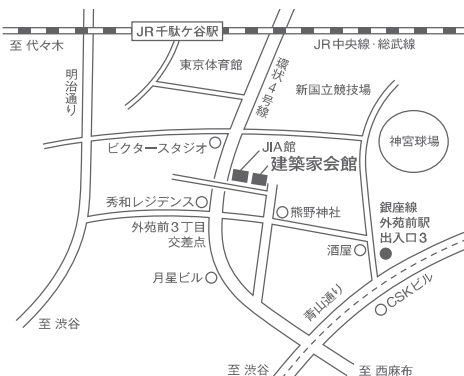 JR千駄ケ谷駅
至 代々木
JR中央線・総武線
東京体育館
明治通り
環状4号線
新国立競技場
神宮球場
ビクタースタジオ
JIA館
建築家会館
秀和レジデンス
熊野神社
銀座線
外苑前駅
出入口3
外苑前3丁目
交差点
酒屋
月星ビル
青山通り
CSKビル
至 渋谷
至 渋谷
至 西麻布